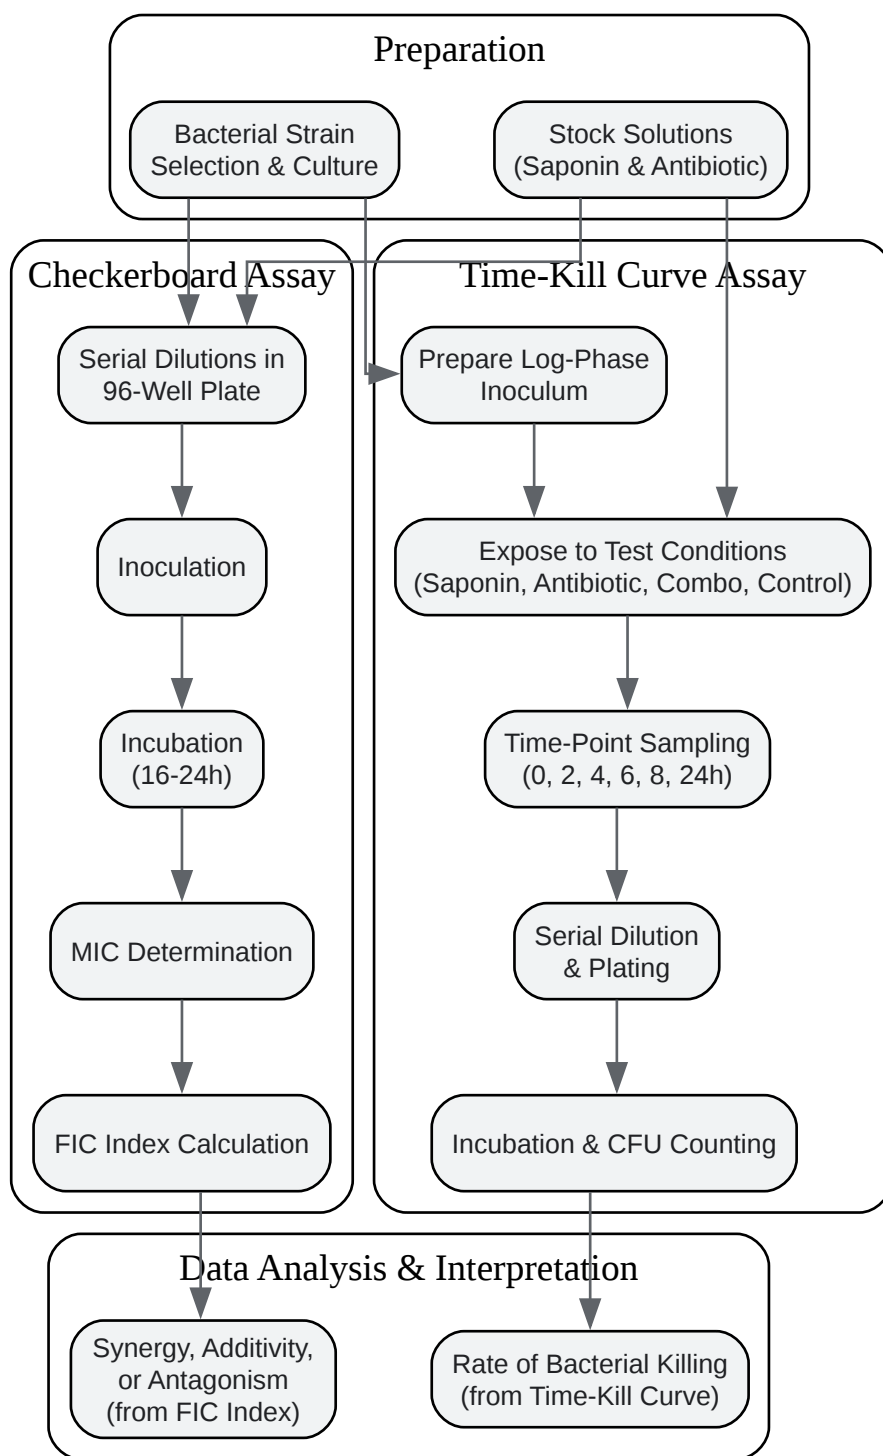 Preparation
Bacterial Strain
Selection & Culture
Stock Solutions
(Saponin & Antibiotic)
Checkerboard Assay
Serial Dilutions in
96-Well Plate
Inoculation
Incubation
(16-24h)
MIC Determination
FIC Index Calculation
Time-Kill Curve Assay
Prepare Log-Phase
Inoculum
Expose to Test Conditions
(Saponin, Antibiotic, Combo, Control)
Time-Point Sampling
(0, 2, 4, 6, 8, 24h)
Serial Dilution
& Plating
Incubation & CFU Counting
Data Analysis & Interpretation
Synergy, Additivity,
or Antagonism
(from FIC Index)
Rate of Bacterial Killing
(from Time-Kill Curve)